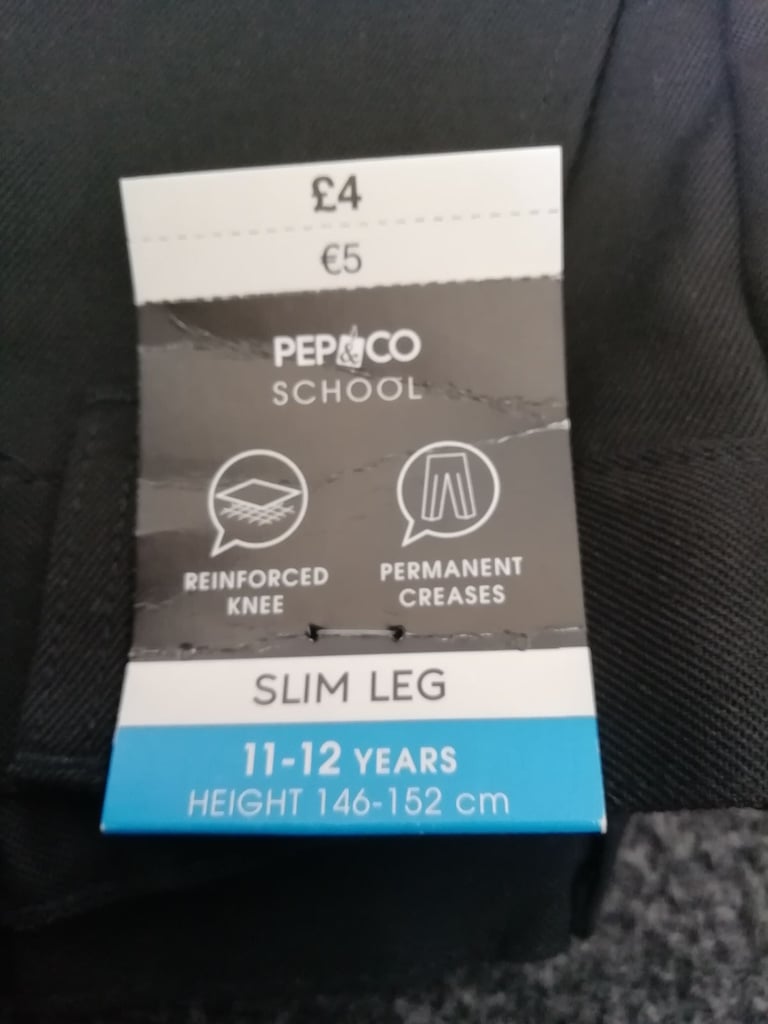 £4
€5
PEP&CO
SCHOOL
REINFORCED
KNEE
PERMANENT
CREASES
SLIM LEG
11-12 YEARS
HEIGHT 146-152 cm